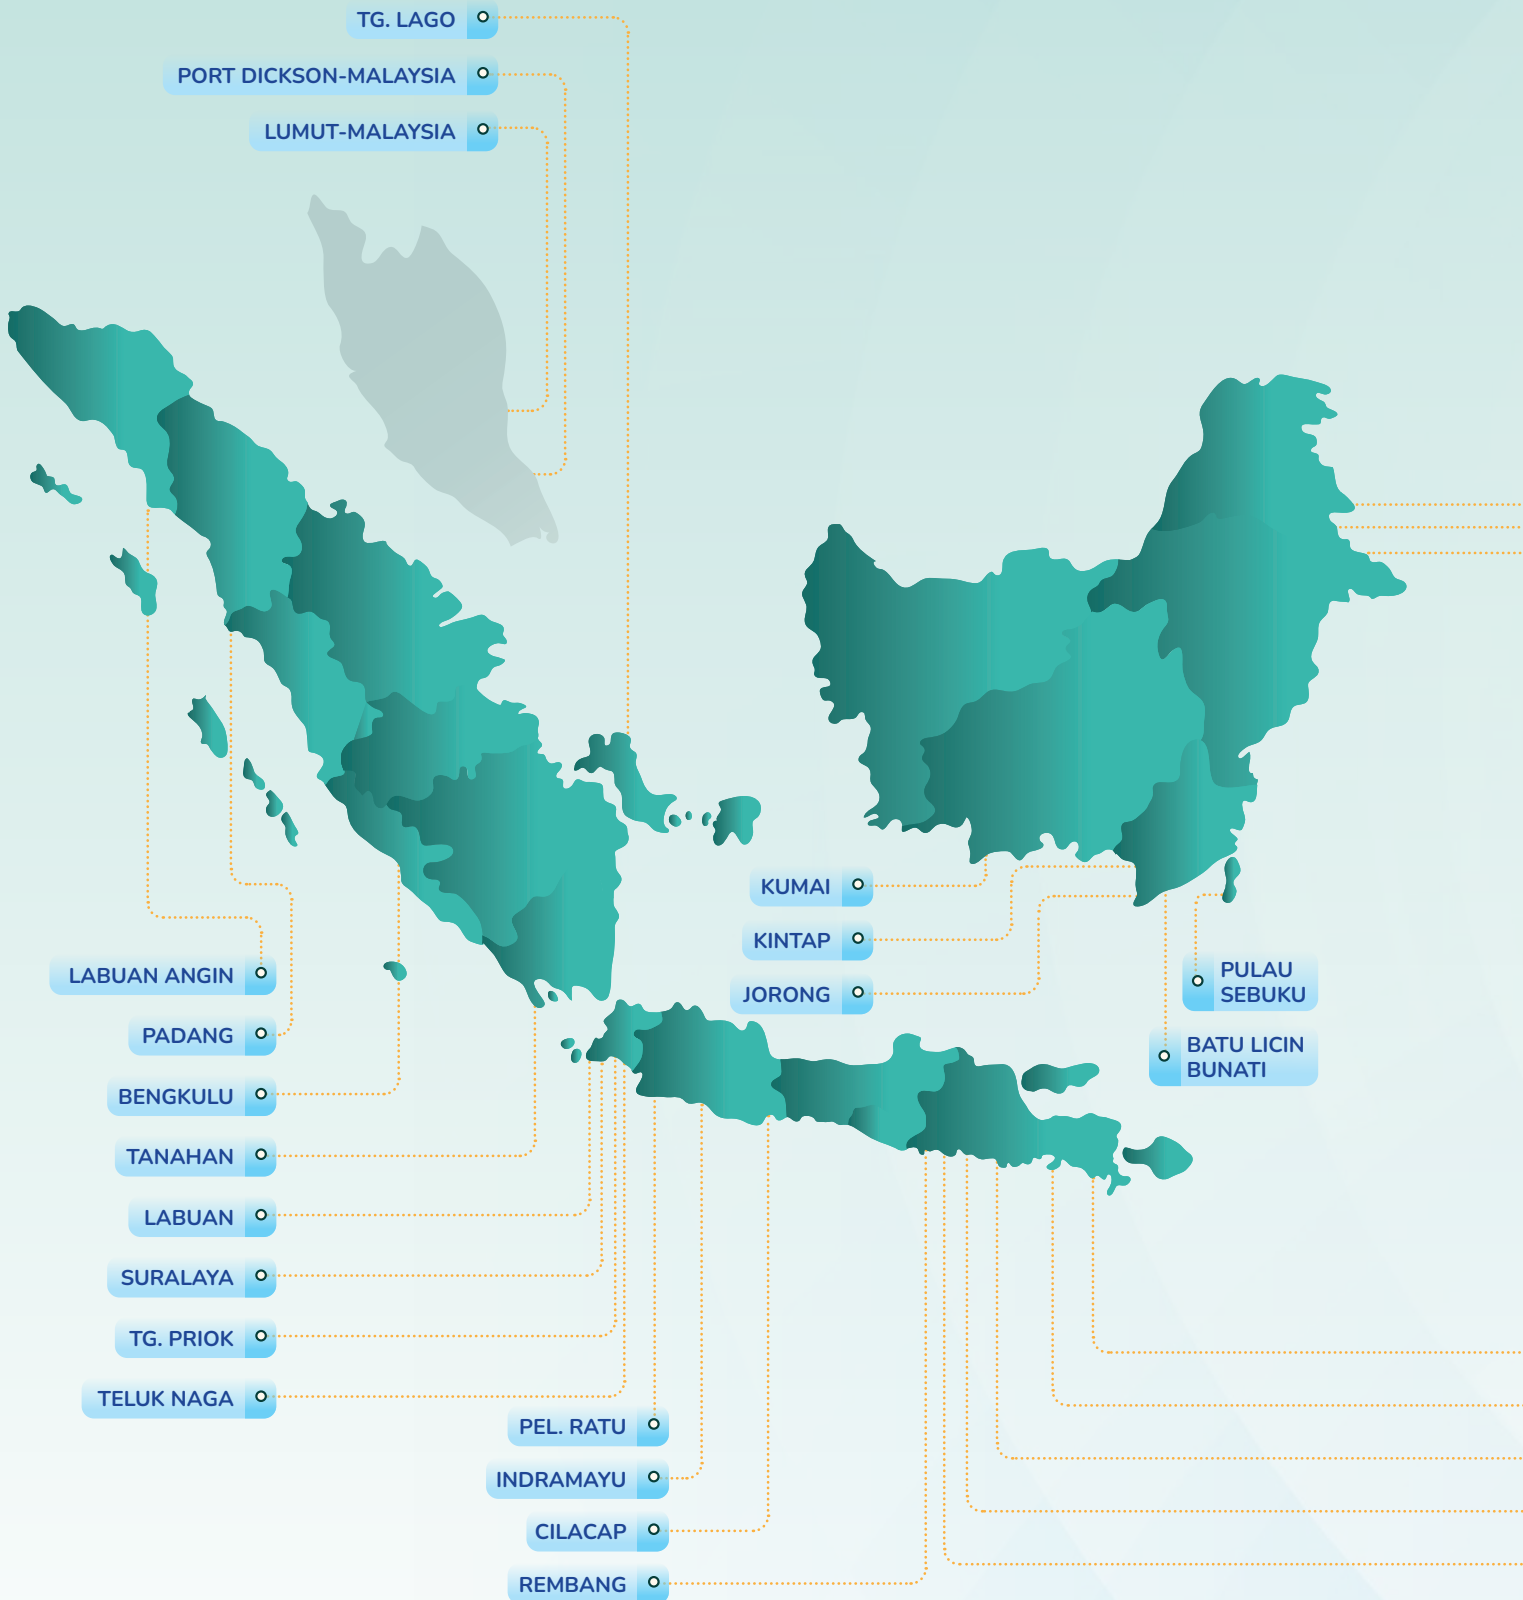 TG. LAGO
PORT DICKSON-MALAYSIA
LUMUT-MALAYSIA
KUMAI
KINTAP
JORONG
PULAU
SEBUKU
BATU LICIN
BUNATI
LABUAN ANGIN
PADANG
BENGKULU
TANAHAN
LABUAN
SURALAYA
TG. PRIOK
TELUK NAGA
PEL. RATU
INDRAMAYU
CILACAP
REMBANG